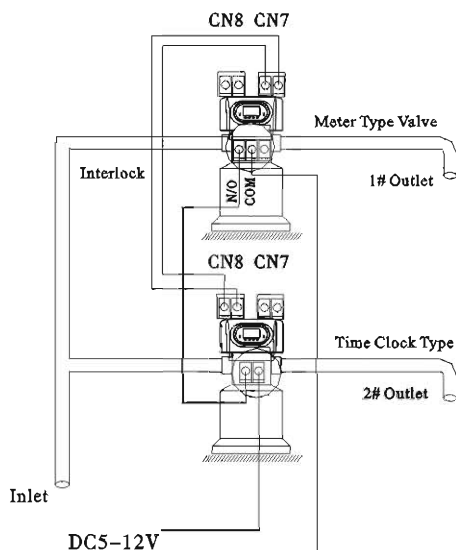 CN8 CN7
Meter Type Valve
Interlock
N/O
COM
1# Outlet
CN8 CN7
Time Clock Type
2# Outlet
Inlet
DC5-12V